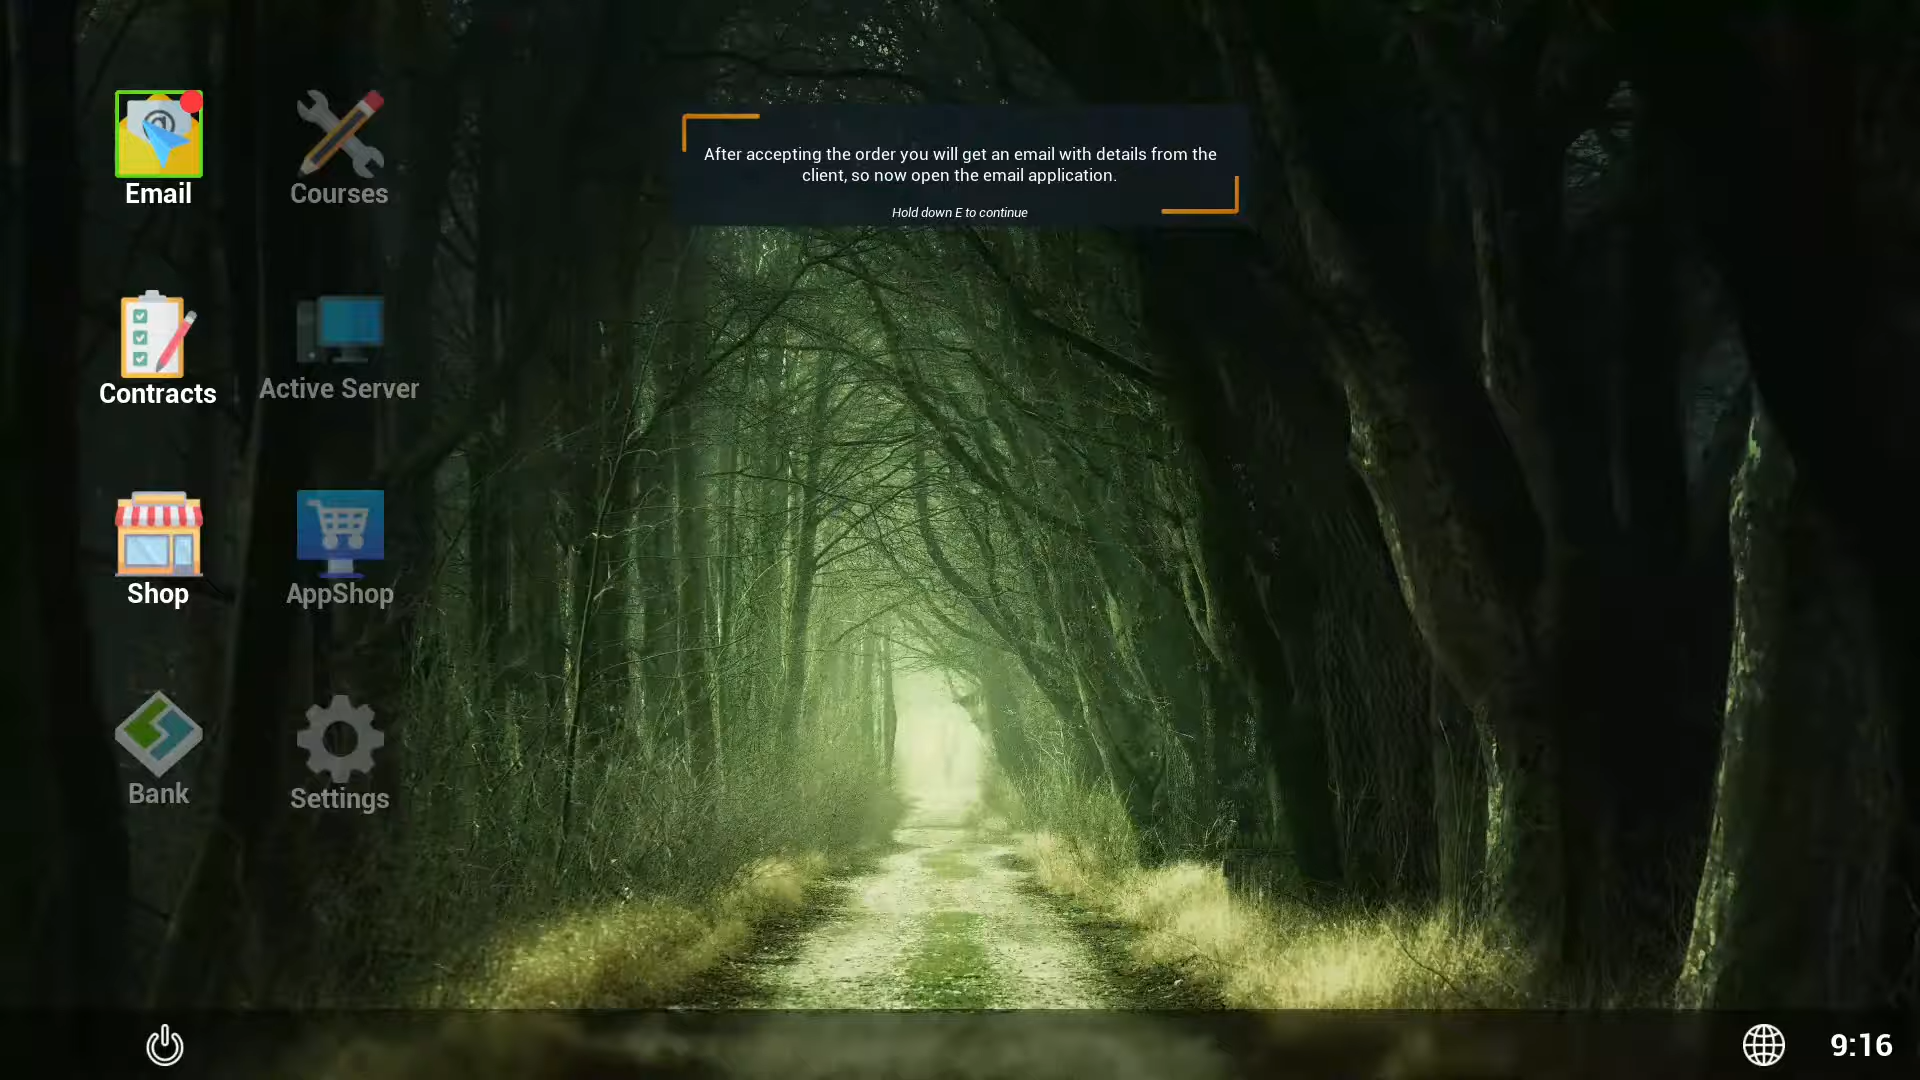 Email
Courses
After accepting the order you will get an email with details from the
client, so now open the email application.
Hold down E to continue
Contracts
Active Server
Shop
AppShop
Bank
Settings
9:16